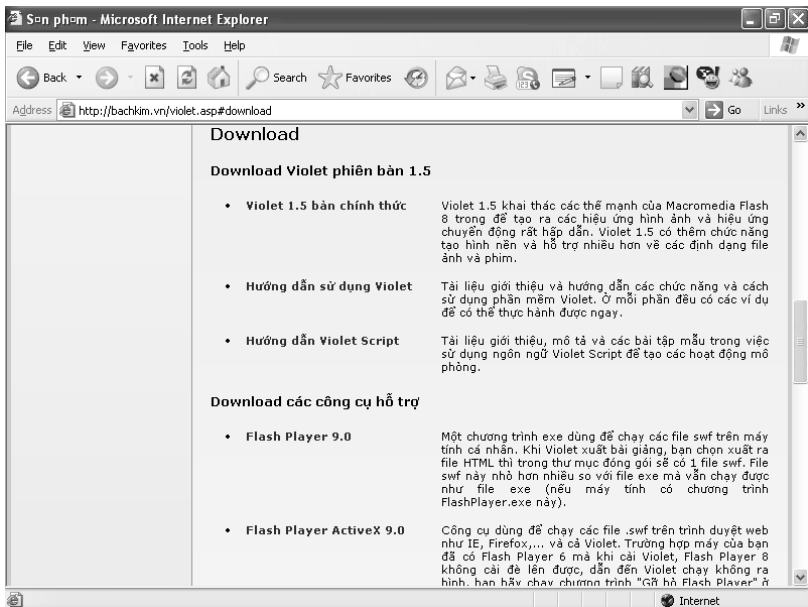 S¤n ph¤m - Microsoft Internet Explorer
File Edit View Favorites Tools Help
Back Search Favorites
Address http://bachkim.vn/violet.asp#download Go Links »
Download
Download Violet phiên bản 1.5
• Violet 1.5 bản chính thức
Violet 1.5 khai thác các thế mạnh của Macromedia Flash
8 trong để tạo ra các hiệu ứng hình ảnh và hiệu ứng
chuyển động rất hấp dẫn. Violet 1.5 có thêm chức năng
tạo hình nền và hỗ trợ nhiều hơn về các định dạng file
ảnh và phim.
• Hướng dẫn sử dụng Violet
Tài liệu giới thiệu và hướng dẫn các chức năng và cách
sử dụng phần mềm Violet. Ở mỗi phần đều có các ví dụ
để có thể thực hành được ngay.
• Hướng dẫn Violet Script
Tài liệu giới thiệu, mô tả và các bài tập mẫu trong việc
sử dụng ngôn ngữ Violet Script để tạo các hoạt động mô
phỏng.
Download các công cụ hỗ trợ
• Flash Player 9.0
Một chương trình exe dùng để chạy các file swf trên máy
tính cá nhân. Khi Violet xuất bài giảng, bạn chọn xuất ra
file HTML thì trong thư mục đóng gói sẽ có 1 file swf. File
swf này nhỏ hơn nhiều so với file exe mà vẫn chạy được
như file exe (nếu máy tính có chương trình
FlashPlayer.exe này).
• Flash Player ActiveX 9.0
Công cụ dùng để chạy các file .swf trên trình duyệt web
như IE, Firefox,... và cả Violet. Trường hợp máy của bạn
đã có Flash Player 6 mà khi cài Violet, Flash Player 8
không cài đè lên được, dẫn đến Violet chạy không ra
hình, bạn hãy chạy chương trình "Gỡ bỏ Flash Player" ở
Internet